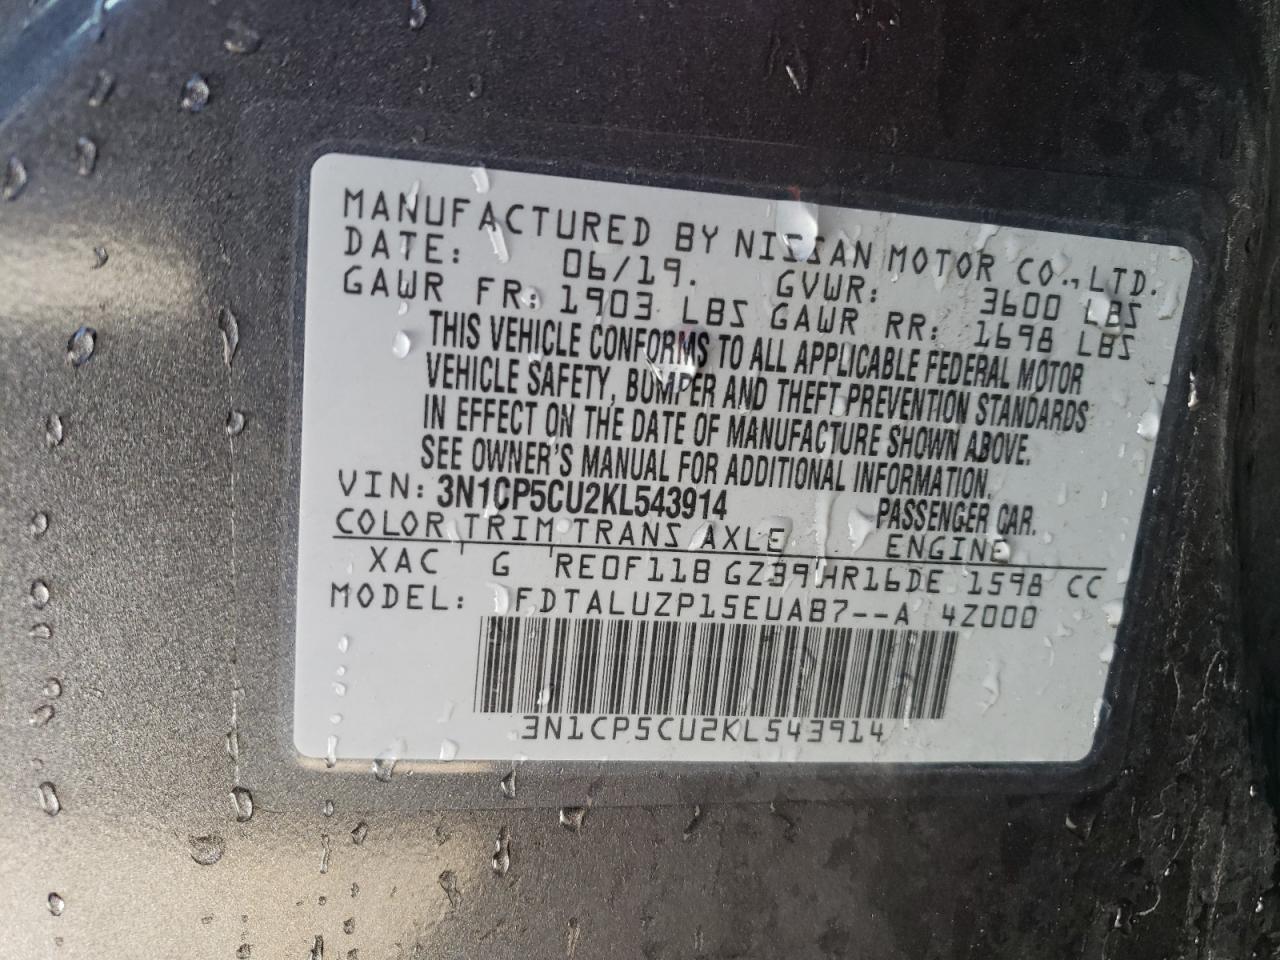 MANUFACTURED BY NISSAN MOTOR CO., LTD.
DATE: 06/19. GVWR: 3600 LBS
GAWR FR: 1903 LBS GAWR RR: 1698 LBS
THIS VEHICLE CONFORMS TO ALL APPLICABLE FEDERAL MOTOR
VEHICLE SAFETY, BUMPER AND THEFT PREVENTION STANDARDS
IN EFFECT ON THE DATE OF MANUFACTURE SHOWN ABOVE.
SEE OWNER'S MANUAL FOR ADDITIONAL INFORMATION.
VIN: 3N1CP5CU2KL543914 PASSENGER CAR.
COLOR TRIM TRANS AXLE ENGINE
XAC G RE0F11B GZ39 HR16DE 1598 CC
MODEL: FDTALUZP15EUAB7--A 4Z000
3N1CP5CU2KL543914